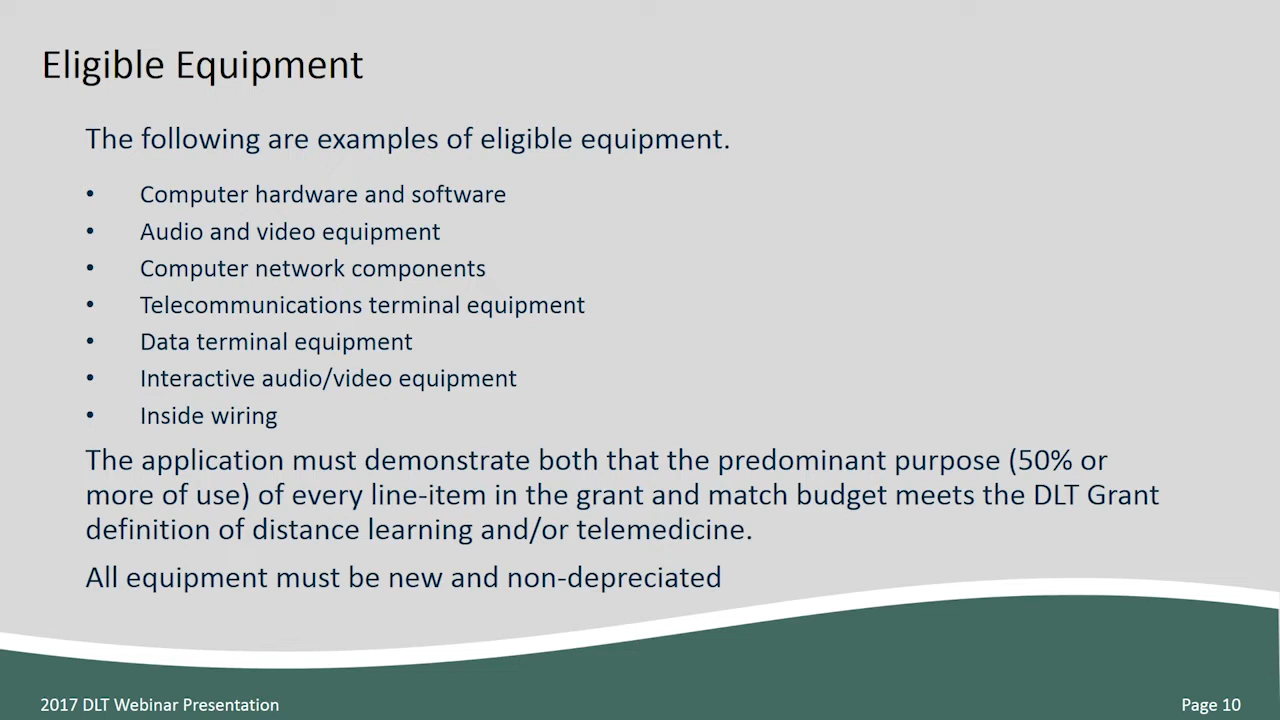 Eligible Equipment
The following are examples of eligible equipment.
• Computer hardware and software
• Audio and video equipment
• Computer network components
• Telecommunications terminal equipment
• Data terminal equipment
• Interactive audio/video equipment
• Inside wiring
The application must demonstrate both that the predominant purpose (50% or
more of use) of every line-item in the grant and match budget meets the DLT Grant
definition of distance learning and/or telemedicine.
All equipment must be new and non-depreciated
2017 DLT Webinar Presentation
Page 10